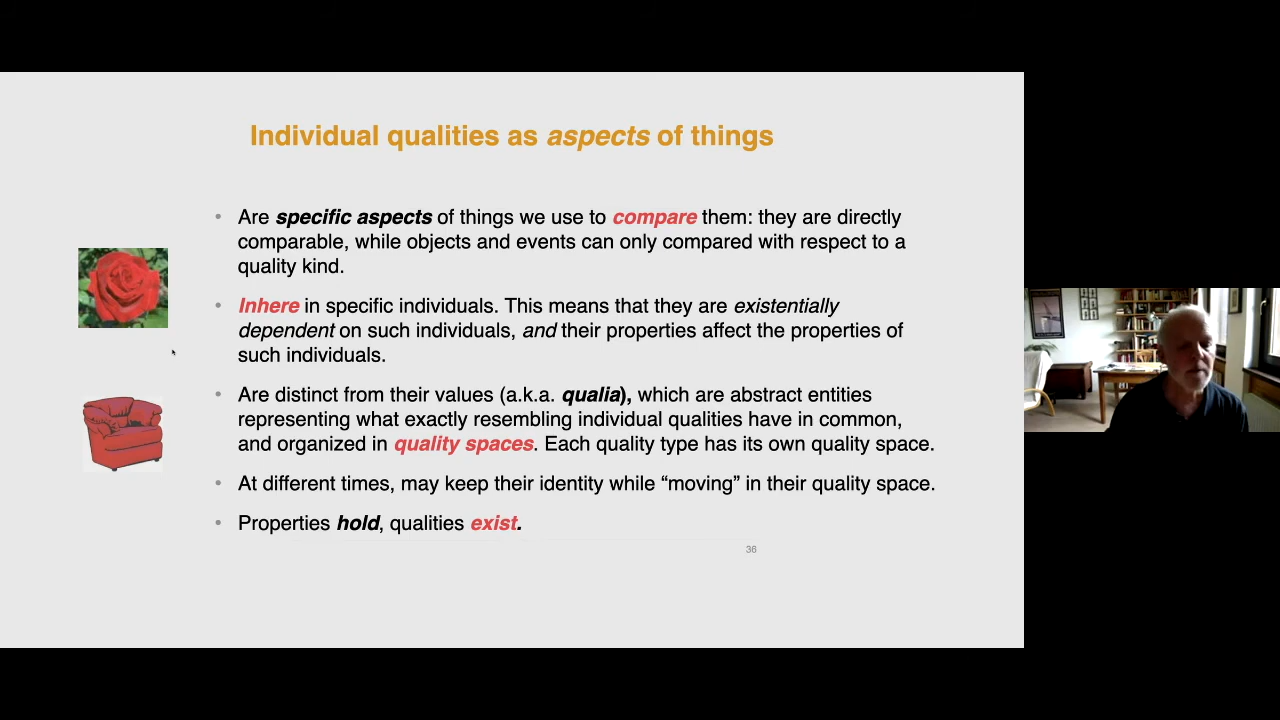 Individual qualities as aspects of things
• Are specific aspects of things we use to compare them: they are directly
comparable, while objects and events can only compared with respect to a
quality kind.
• Inhere in specific individuals. This means that they are existentially
dependent on such individuals, and their properties affect the properties of
such individuals.
• Are distinct from their values (a.k.a. qualia), which are abstract entities
representing what exactly resembling individual qualities have in common,
and organized in quality spaces. Each quality type has its own quality space.
• At different times, may keep their identity while “moving” in their quality space.
• Properties hold, qualities exist.
36